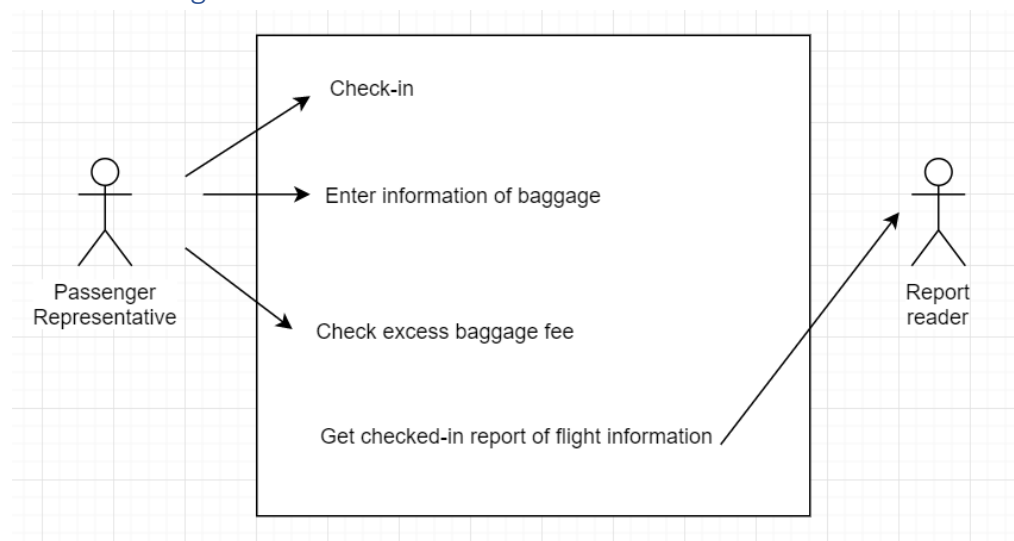 Check-in
Enter information of baggage
Passenger
Representative
Report
reader
Check excess baggage fee
Get checked-in report of flight information